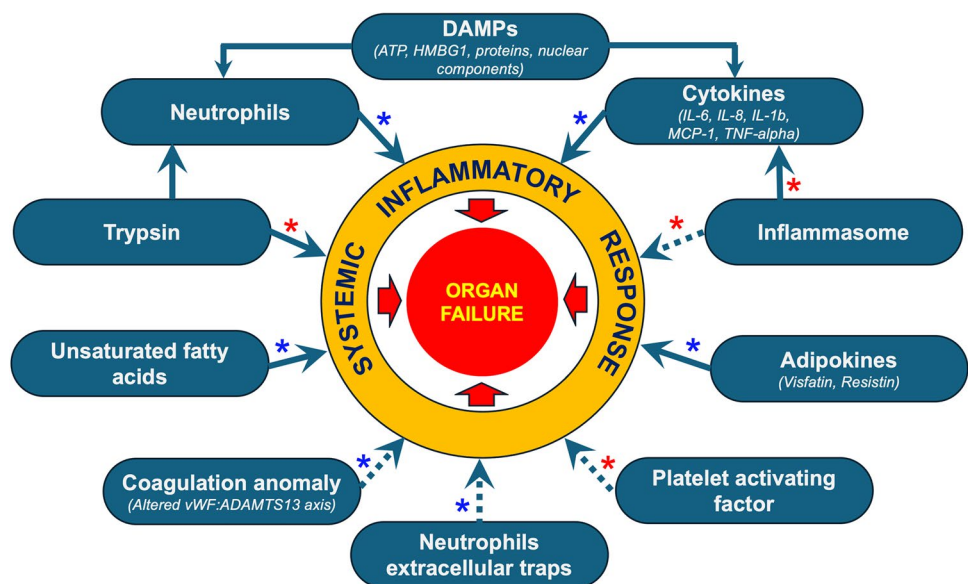 DAMPs
(ATP, HMBG1, proteins, nuclear
components)
Neutrophils
Cytokines
(IL-6, IL-8, IL-1b,
MCP-1, TNF-alpha)
*
*
*
Trypsin
*
*
Inflammasome
SYSTEMIC INFLAMMATORY RESPONSE
ORGAN
FAILURE
Unsaturated fatty
acids
*
*
Adipokines
(Visfatin, Resistin)
Coagulation anomaly
(Altered vWF:ADAMTS13 axis)
*
*
*
Platelet activating
factor
Neutrophils
extracellular traps